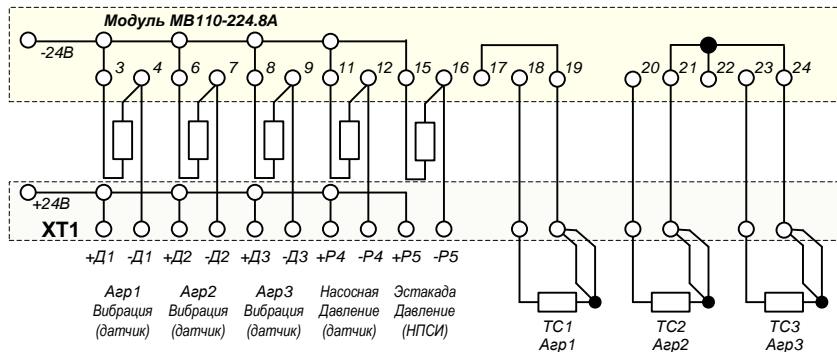 Модуль МВ110-224.8А
-24В
3 4 6 7 8 9 11 12 15 16 17 18 19 20 21 22 23 24
+24В
ХТ1
+Д1 -Д1 +Д2 -Д2 +Д3 -Д3 +Р4 -Р4 +Р5 -Р5
Агр1 Агр2 Агр3 Насосная Эстакада
Вибрация Вибрация Вибрация Давление Давление
(датчик) (датчик) (датчик) (датчик) (НПСИ)
ТС1 ТС2 ТС3
Агр1 Агр2 Агр3